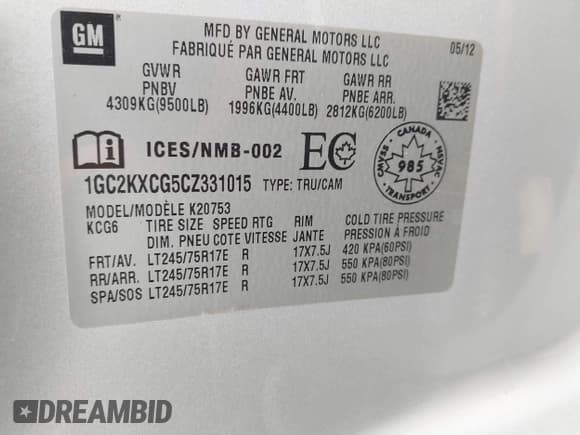 GM
MFD BY GENERAL MOTORS LLC
FABRIQUÉ PAR GENERAL MOTORS LLC
05/12
GVWR GAWR FRT GAWR RR
PNBV PNBE AV. PNBE ARR.
4309KG(9500LB) 1996KG(4400LB) 2812KG(6200LB)
ICES/NMB-002 EC
CANADA
CMVSS NSVAC
985
TRANSPORT
1GC2KXCG5CZ331015 TYPE: TRU/CAM
MODEL/MODÈLE K20753
KCG6 TIRE SIZE SPEED RTG RIM COLD TIRE PRESSURE
DIM. PNEU COTE VITESSE JANTE PRESSION À FROID
FRT/AV. LT245/75R17E R 17X7.5J 420 KPA(60PSI)
RR/ARR. LT245/75R17E R 17X7.5J 550 KPA(80PSI)
SPA/SOS LT245/75R17E R 17X7.5J 550 KPA(80PSI)
DREAMBID